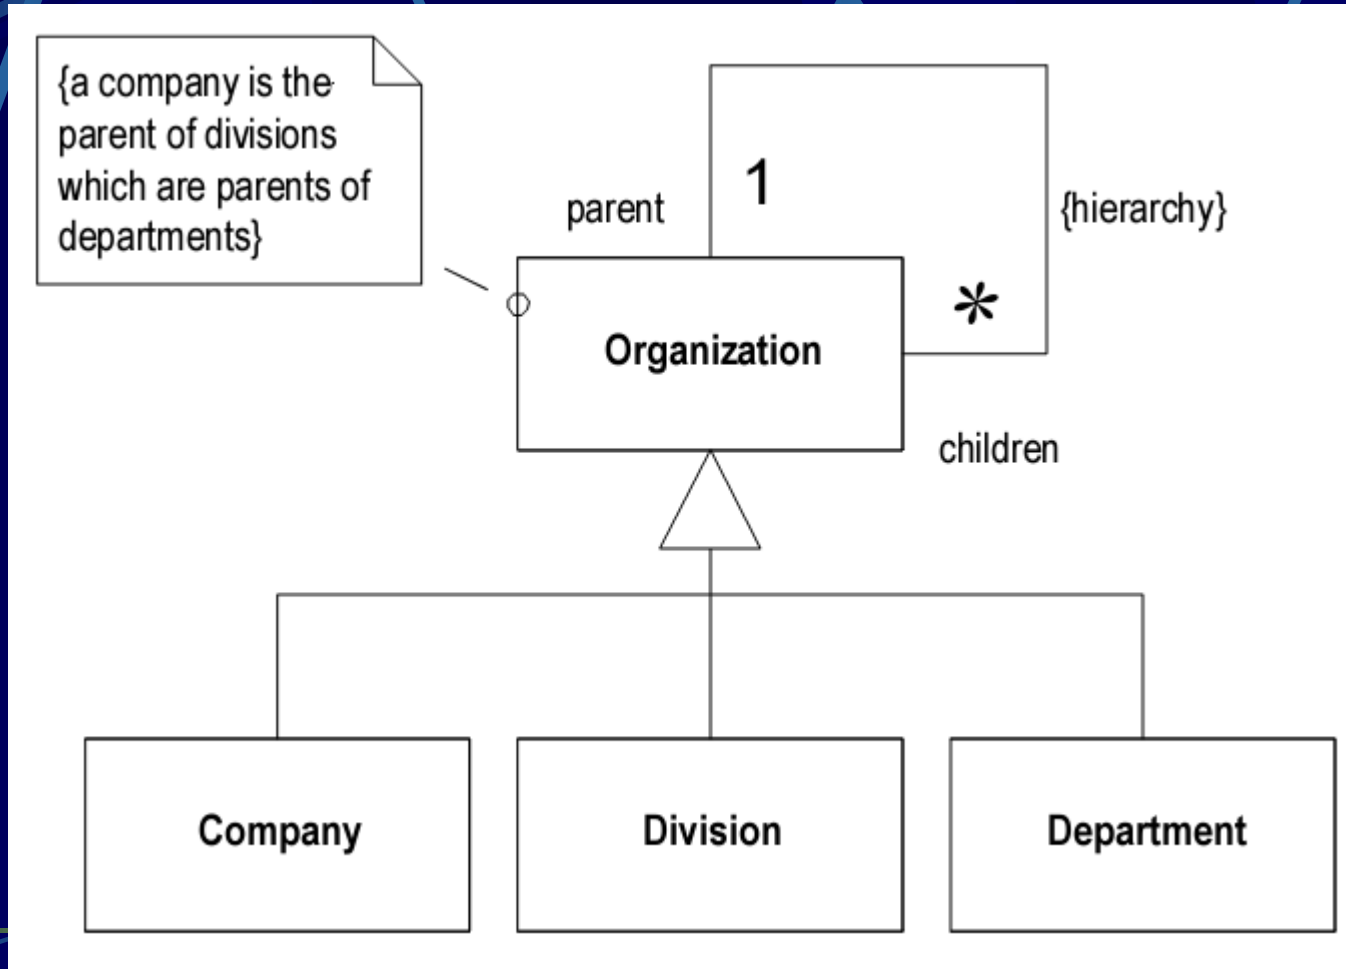 {a company is the
parent of divisions
which are parents of
departments}
parent
1
{hierarchy}
*
Organization
children
Company
Division
Department